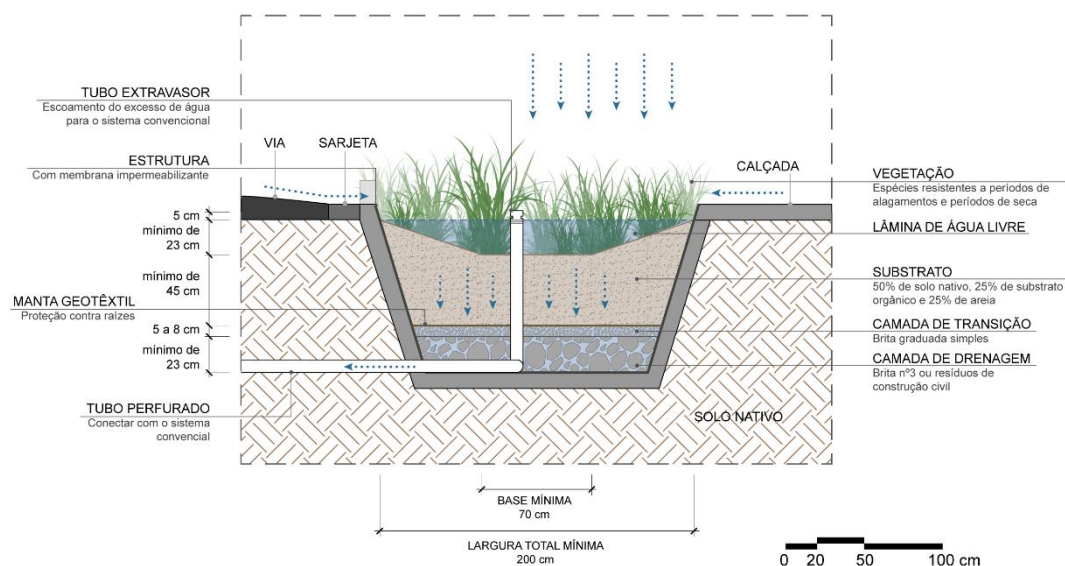 TUBO EXTRAVASOR
Escoamento do excesso de água
para o sistema convencional
VIA
SARJETA
ESTRUTURA
Com membrana impermeabilizante
5 cm
mínimo de
23 cm
mínimo de
45 cm
MANTA GEOTÊXTIL
Proteção contra raízes
5 a 8 cm
mínimo de
23 cm
TUBO PERFURADO
Conectar com o sistema
convencial
CALÇADA
VEGETAÇÃO
Espécies resistentes a períodos de
alagamentos e períodos de seca
LÂMINA DE ÁGUA LIVRE
SUBSTRATO
50% de solo nativo, 25% de substrato
orgânico e 25% de areia
CAMADA DE TRANSIÇÃO
Brita graduada simples
CAMADA DE DRENAGEM
Brita nº3 ou resíduos de
construção civil
SOLO NATIVO
BASE MÍNIMA
70 cm
LARGURA TOTAL MÍNIMA
200 cm
0 20 50 100 cm